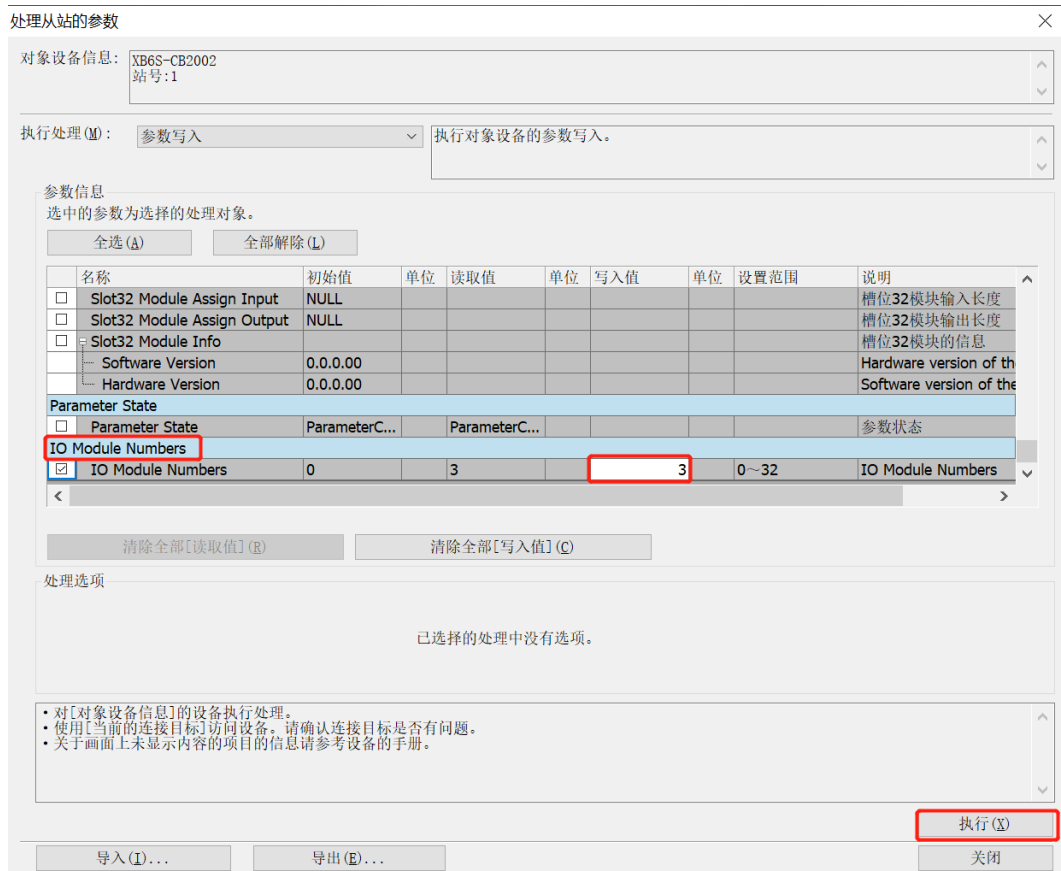 处理从站的参数
对象设备信息: XB6S-CB2002
站号:1
执行处理(M): 参数写入 执行对象设备的参数写入。
参数信息
选中的参数为选择的处理对象。
全选(A) 全部解除(L)
名称 初始值 单位 读取值 单位 写入值 单位 设置范围 说明
Slot32 Module Assign Input NULL 槽位32模块输入长度
Slot32 Module Assign Output NULL 槽位32模块输出长度
Slot32 Module Info 槽位32模块的信息
Software Version 0.0.0.00 Hardware version of th
Hardware Version 0.0.0.00 Software version of the
Parameter State
Parameter State ParameterC... ParameterC... 参数状态
IO Module Numbers
IO Module Numbers 0 3 3 0～32 IO Module Numbers
清除全部[读取值](R) 清除全部[写入值](C)
处理选项
已选择的处理中没有选项。
・对[对象设备信息]的设备执行处理。
・使用[当前的连接目标]访问设备。请确认连接目标是否有问题。
・关于画面上未显示内容的项目的信息请参考设备的手册。
执行(X)
导入(I)... 导出(E)... 关闭